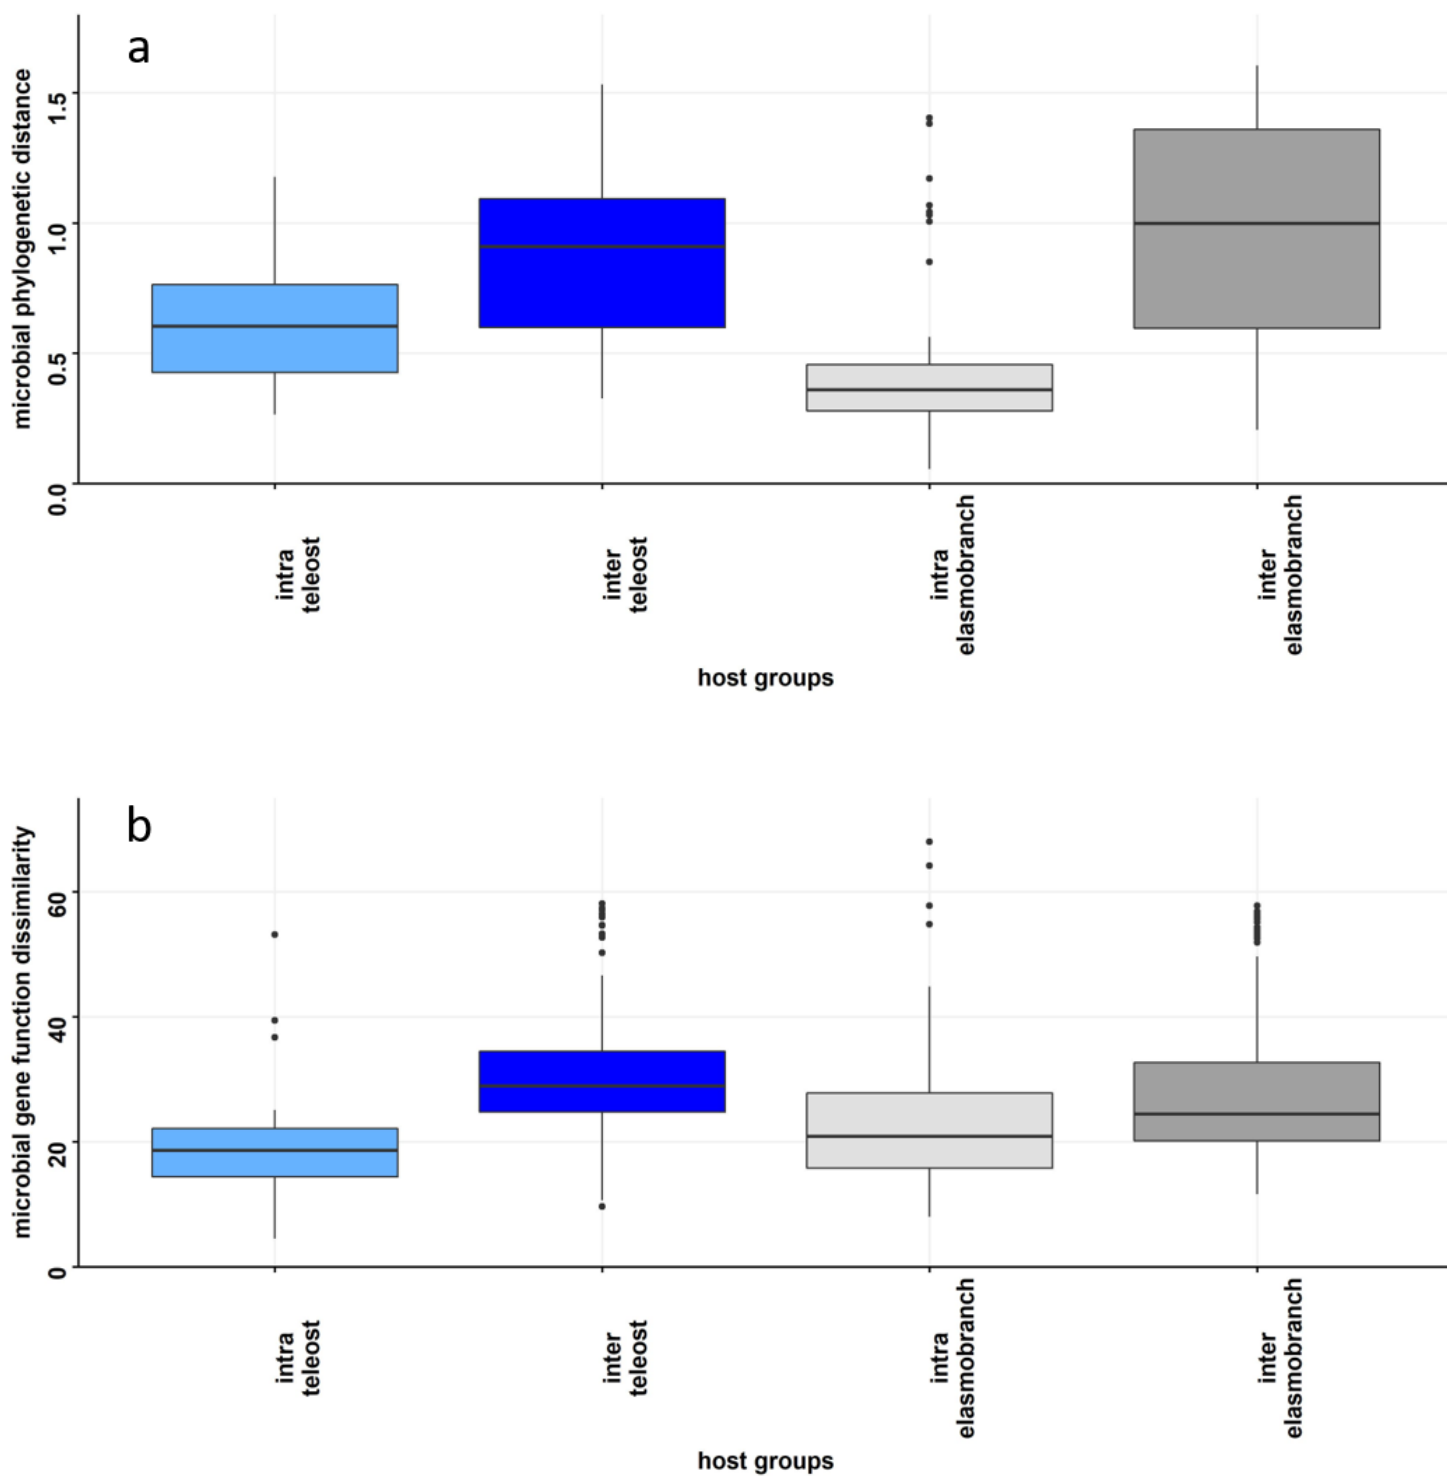 a
microbial phylogenetic distance
1.5
1.0
0.5
0.0
intra
teleost
inter
teleost
intra
elasmobranch
inter
elasmobranch
host groups
b
microbial gene function dissimilarity
60
40
20
0
intra
teleost
inter
teleost
intra
elasmobranch
inter
elasmobranch
host groups